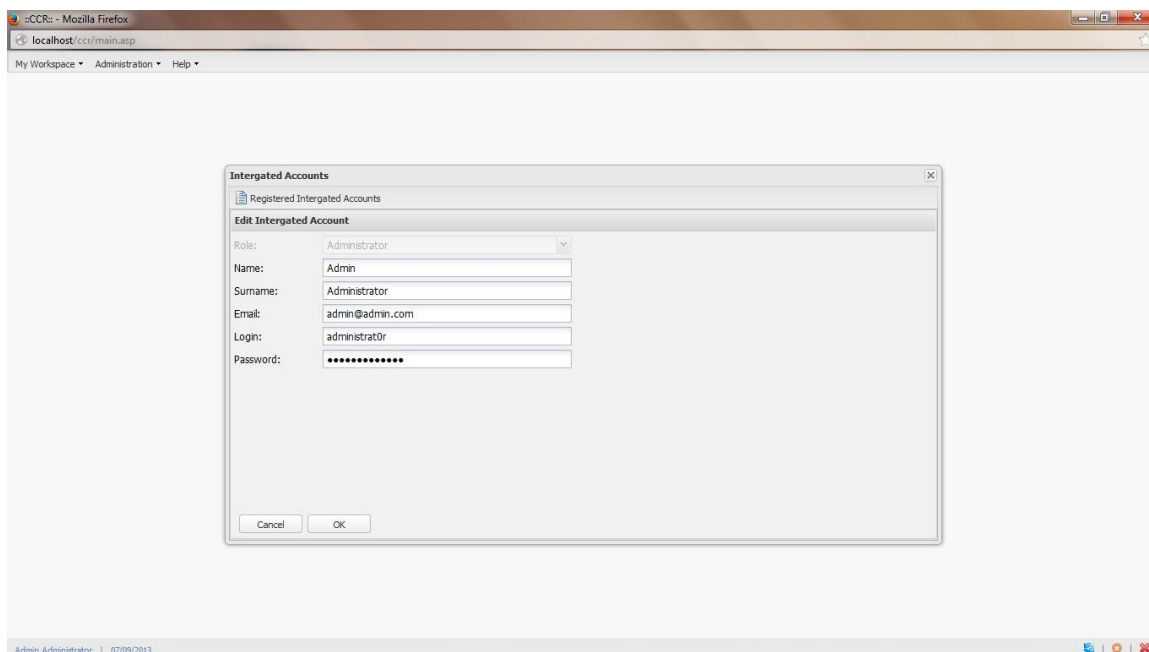 ::CCR:: - Mozilla Firefox
localhost/ccr/main.asp
My Workspace Administration Help
Intergated Accounts
Registered Intergated Accounts
Edit Intergated Account
Role: Administrator
Name: Admin
Surname: Administrator
Email: admin@admin.com
Login: administrat0r
Password: •••••••••••••
Cancel OK
Admin Administrator | 07/09/2013